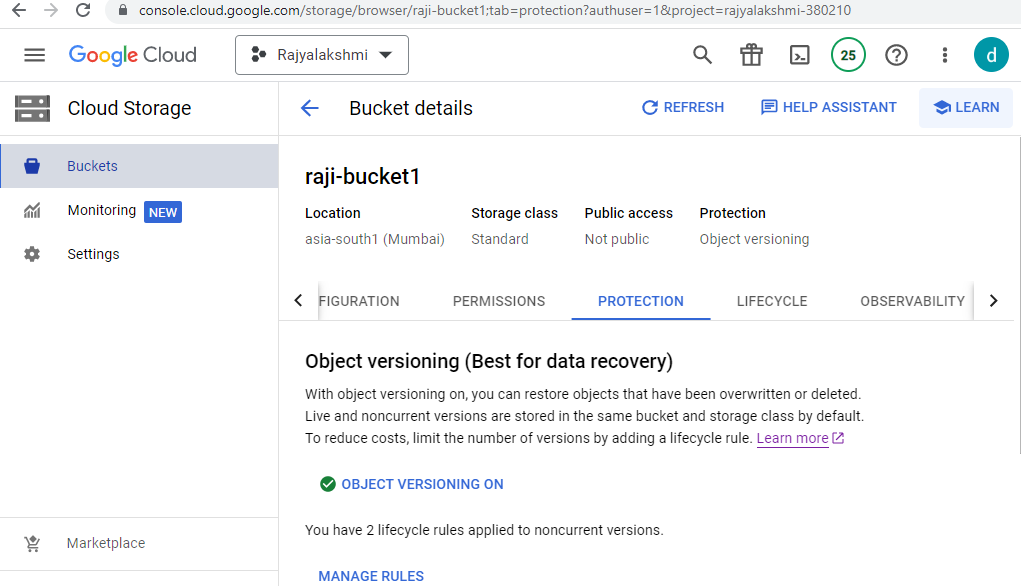 console.cloud.google.com/storage/browser/raji-bucket1;tab=protection?authuser=1&project=rajyalakshmi-380210
Google Cloud
Rajyalakshmi
25
d
Cloud Storage
Bucket details
REFRESH
HELP ASSISTANT
LEARN
Buckets
Monitoring NEW
Settings
Marketplace
raji-bucket1
Location Storage class Public access Protection
asia-south1 (Mumbai) Standard Not public Object versioning
FIGURATION PERMISSIONS PROTECTION LIFECYCLE OBSERVABILITY
Object versioning (Best for data recovery)
With object versioning on, you can restore objects that have been overwritten or deleted.
Live and noncurrent versions are stored in the same bucket and storage class by default.
To reduce costs, limit the number of versions by adding a lifecycle rule. Learn more
OBJECT VERSIONING ON
You have 2 lifecycle rules applied to noncurrent versions.
MANAGE RULES